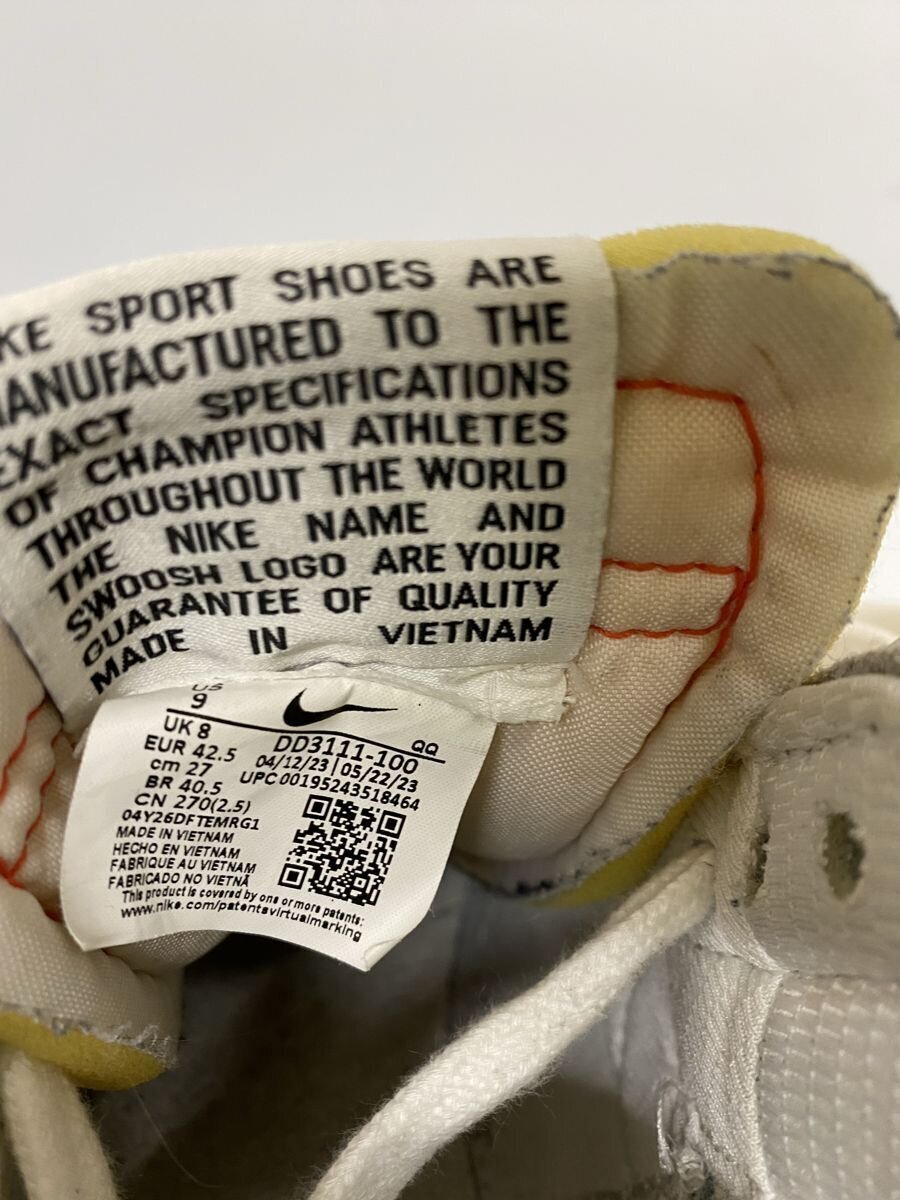 KE SPORT SHOES ARE
MANUFACTURED TO THE
EXACT SPECIFICATIONS
OF CHAMPION ATHLETES
THROUGHOUT THE WORLD
THE NIKE NAME AND
SWOOSH LOGO ARE YOUR
GUARANTEE OF QUALITY
MADE IN VIETNAM
US
9
UK 8
EUR 42.5
cm 27
BR 40.5
CN 270(2.5)
04Y26DFTEMRG1
QQ
DD3111-100
04/12/23 | 05/22/23
UPC 00195243518464
MADE IN VIETNAM
HECHO EN VIETNAM
FABRIQUE AU VIETNAM
FABRICADO NO VIETNÃ
This product is covered by one or more patents:
www.nike.com/patentsvirtualmarking